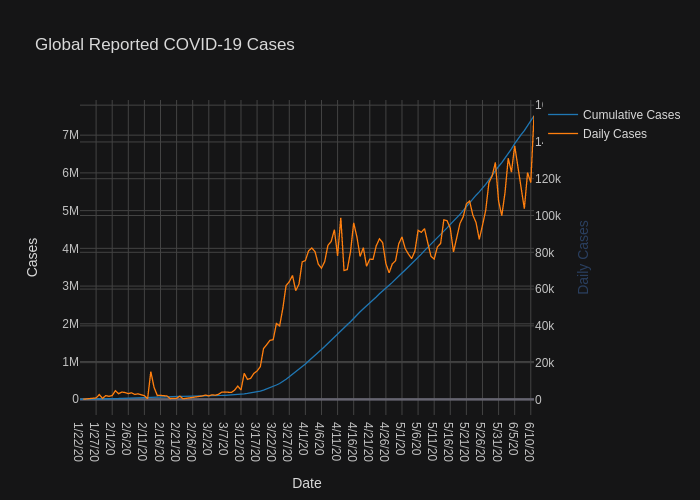 Global Reported COVID-19 Cases
Cumulative Cases
Daily Cases
7M
6M
5M
4M
3M
2M
1M
0
120k
100k
80k
60k
40k
20k
0
Cases
Daily Cases
1/22/20
1/27/20
2/1/20
2/6/20
2/11/20
2/16/20
2/21/20
2/26/20
3/2/20
3/7/20
3/12/20
3/17/20
3/22/20
3/27/20
4/1/20
4/6/20
4/11/20
4/16/20
4/21/20
4/26/20
5/1/20
5/6/20
5/11/20
5/16/20
5/21/20
5/26/20
5/31/20
6/5/20
6/10/20
Date